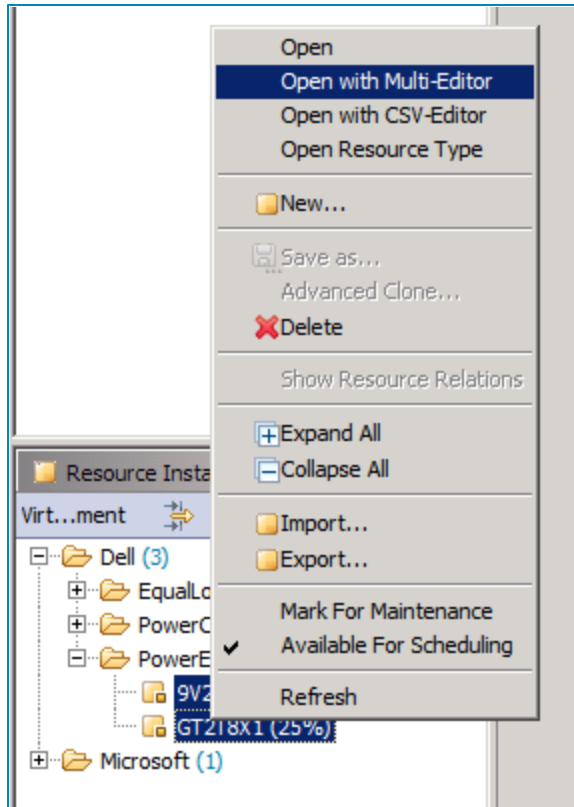 Open
Open with Multi-Editor
Open with CSV-Editor
Open Resource Type
New...
Save as...
Advanced Clone...
Delete
Show Resource Relations
Expand All
Collapse All
Import...
Export...
Mark For Maintenance
Available For Scheduling
Refresh
Resource Insta
Virt...ment
Dell (3)
EqualLo
PowerC
PowerE
9V2
GT2T8X1 (25%)
Microsoft (1)